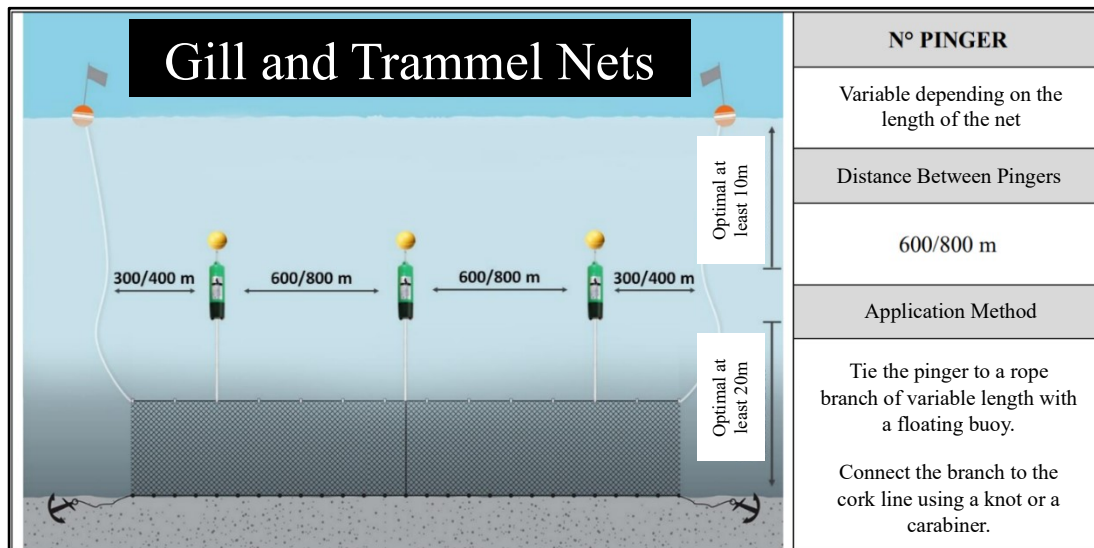 Gill and Trammel Nets
Optimal at
least 10m
300/400 m
600/800 m
600/800 m
300/400 m
Optimal at
least 20m
N° PINGER
Variable depending on the
length of the net
Distance Between Pingers
600/800 m
Application Method
Tie the pinger to a rope
branch of variable length with
a floating buoy.
Connect the branch to the
cork line using a knot or a
carabiner.